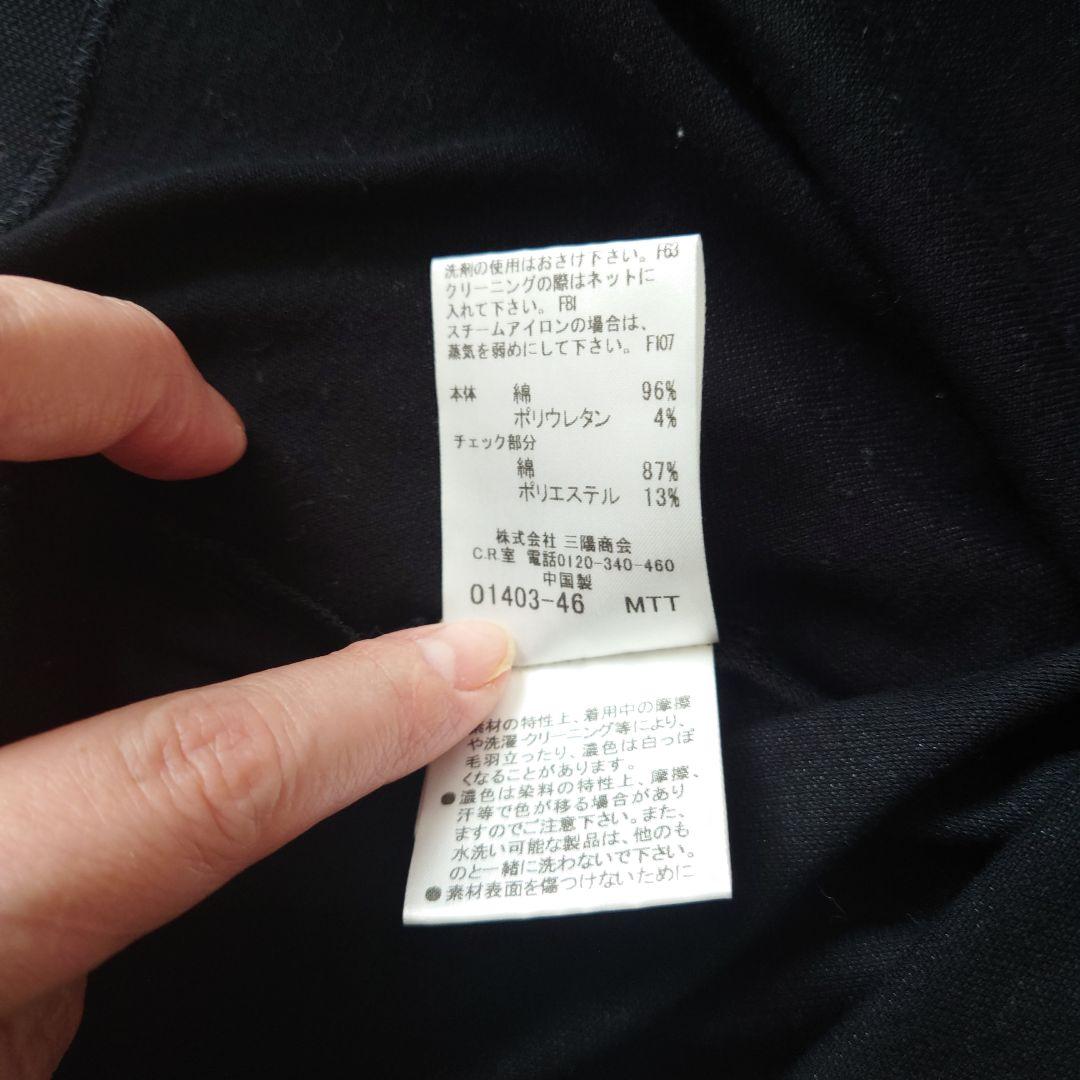 洗剤の使用はおさけ下さい。F63
クリーニングの際はネットに
入れて下さい。F81
スチームアイロンの場合は、
蒸気を弱めにして下さい。F107
本体 綿 96%
ポリウレタン 4%
チェック部分
綿 87%
ポリエステル 13%
株式会社 三陽商会
C.R.室 電話0120-340-460
中国製
01403-46 MTT
素材の特性上、着用中の摩擦
や洗濯・クリーニング等により、
毛羽立ったり、濃色は白っぽ
くなることがあります。
●濃色は染料の特性上、摩擦、
汗等で色が移る場合があり
ますのでご注意下さい。また、
水洗い可能な製品は、他のも
のと一緒に洗わないで下さい。
●素材表面を傷つけないために